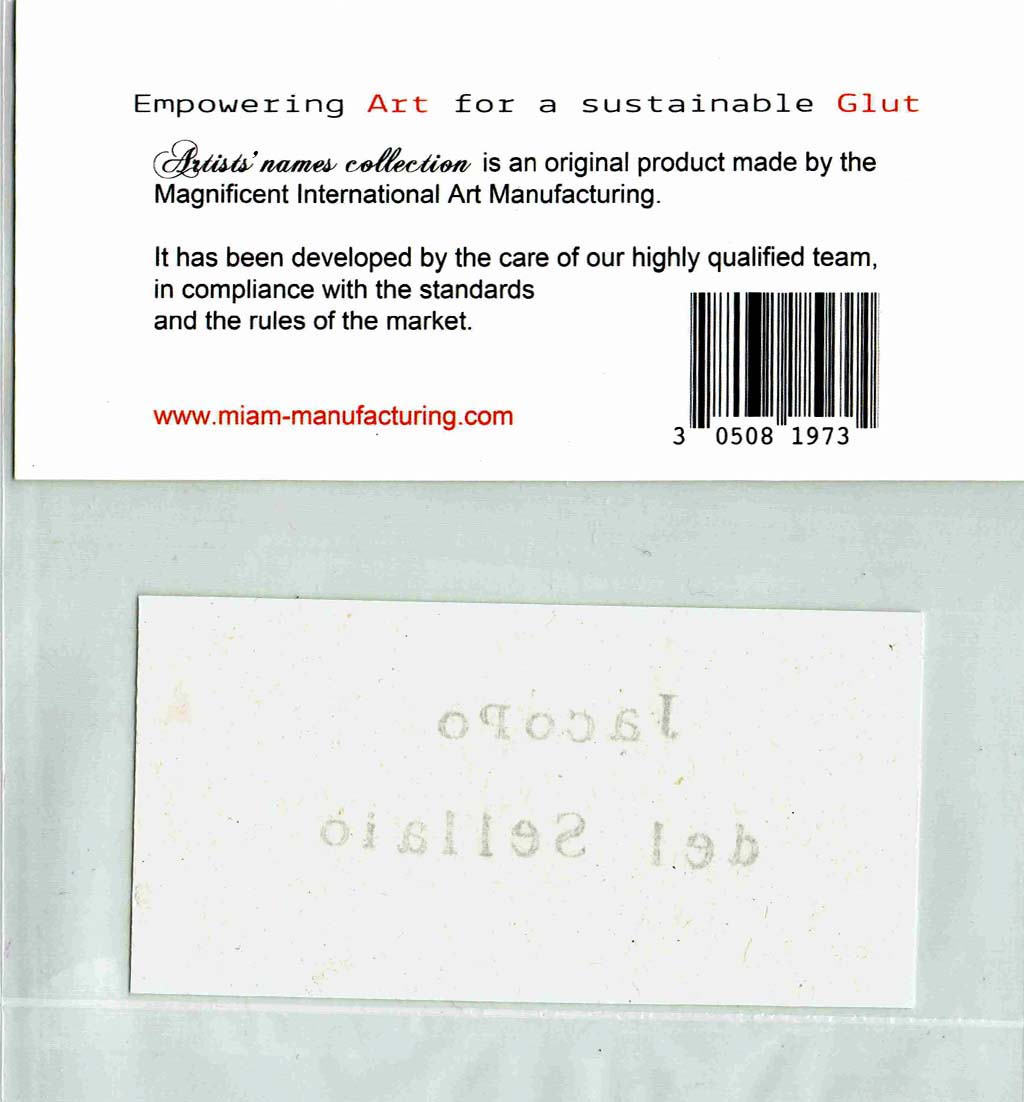 Empowering Art for a sustainable Glut
Artists' names collection is an original product made by the
Magnificent International Art Manufacturing.
It has been developed by the care of our highly qualified team,
in compliance with the standards
and the rules of the market.
www.miam-manufacturing.com
3 0508 1973
Jacopo
del Sellaio